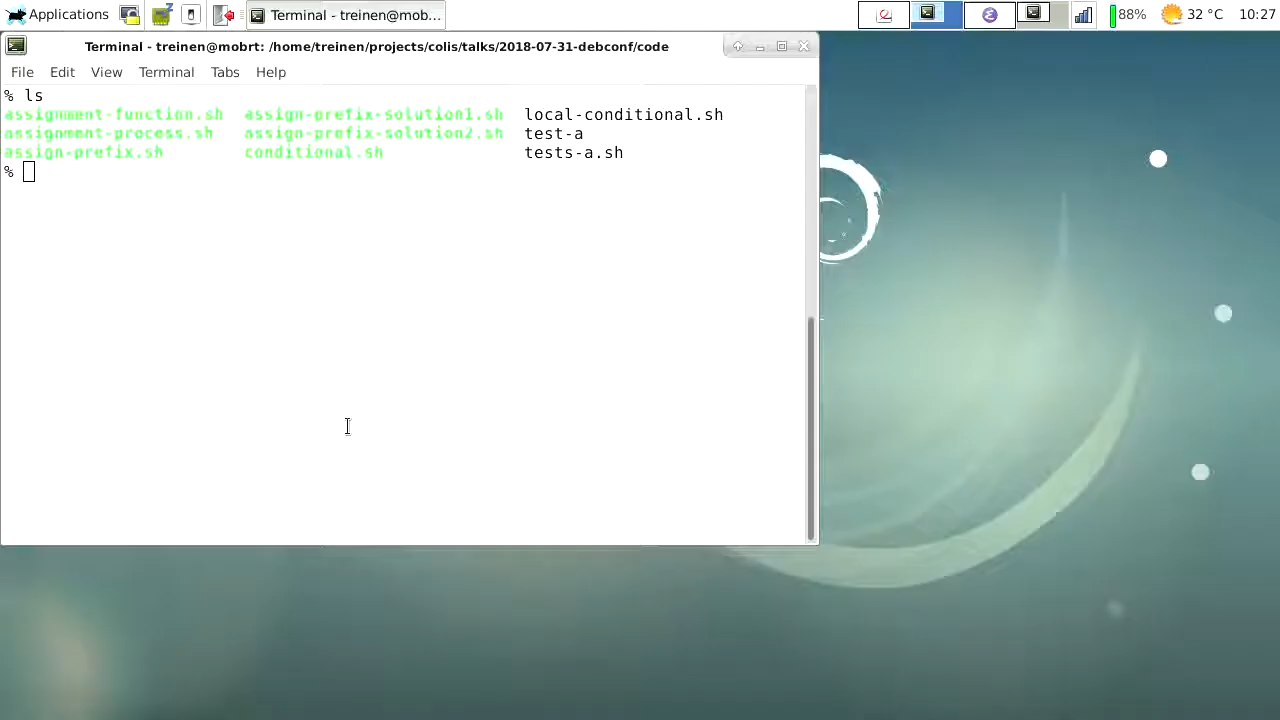 Applications Terminal - treinen@mob... 88% 32 °C 10:27
Terminal - treinen@mobrt: /home/treinen/projects/colis/talks/2018-07-31-debconf/code
File Edit View Terminal Tabs Help
% ls
assignment-function.sh assign-prefix-solution1.sh local-conditional.sh
assignment-process.sh assign-prefix-solution2.sh test-a
assign-prefix.sh conditional.sh tests-a.sh
%